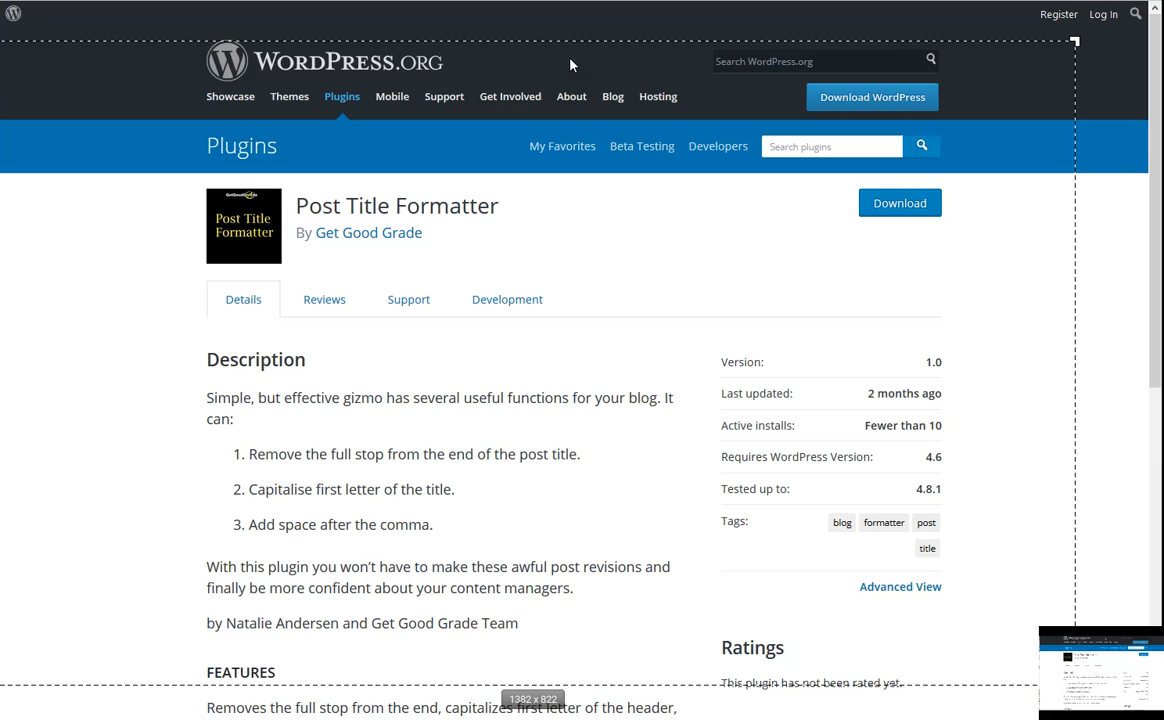 Register Log In
WORDPRESS.ORG
Search WordPress.org
Showcase Themes Plugins Mobile Support Get Involved About Blog Hosting
Download WordPress
Plugins
My Favorites Beta Testing Developers
Search plugins
Post Title Formatter
Post Title Formatter
By Get Good Grade
Download
Details Reviews Support Development
Description
Simple, but effective gizmo has several useful functions for your blog. It
can:
1. Remove the full stop from the end of the post title.
2. Capitalise first letter of the title.
3. Add space after the comma.
With this plugin you won't have to make these awful post revisions and
finally be more confident about your content managers.
by Natalie Andersen and Get Good Grade Team
FEATURES
Removes the full stop from the end, capitalizes first letter of the header,
Version: 1.0
Last updated: 2 months ago
Active installs: Fewer than 10
Requires WordPress Version: 4.6
Tested up to: 4.8.1
Tags: blog formatter post
title
Advanced View
Ratings
This plugin has not been rated yet.
1382 x 822